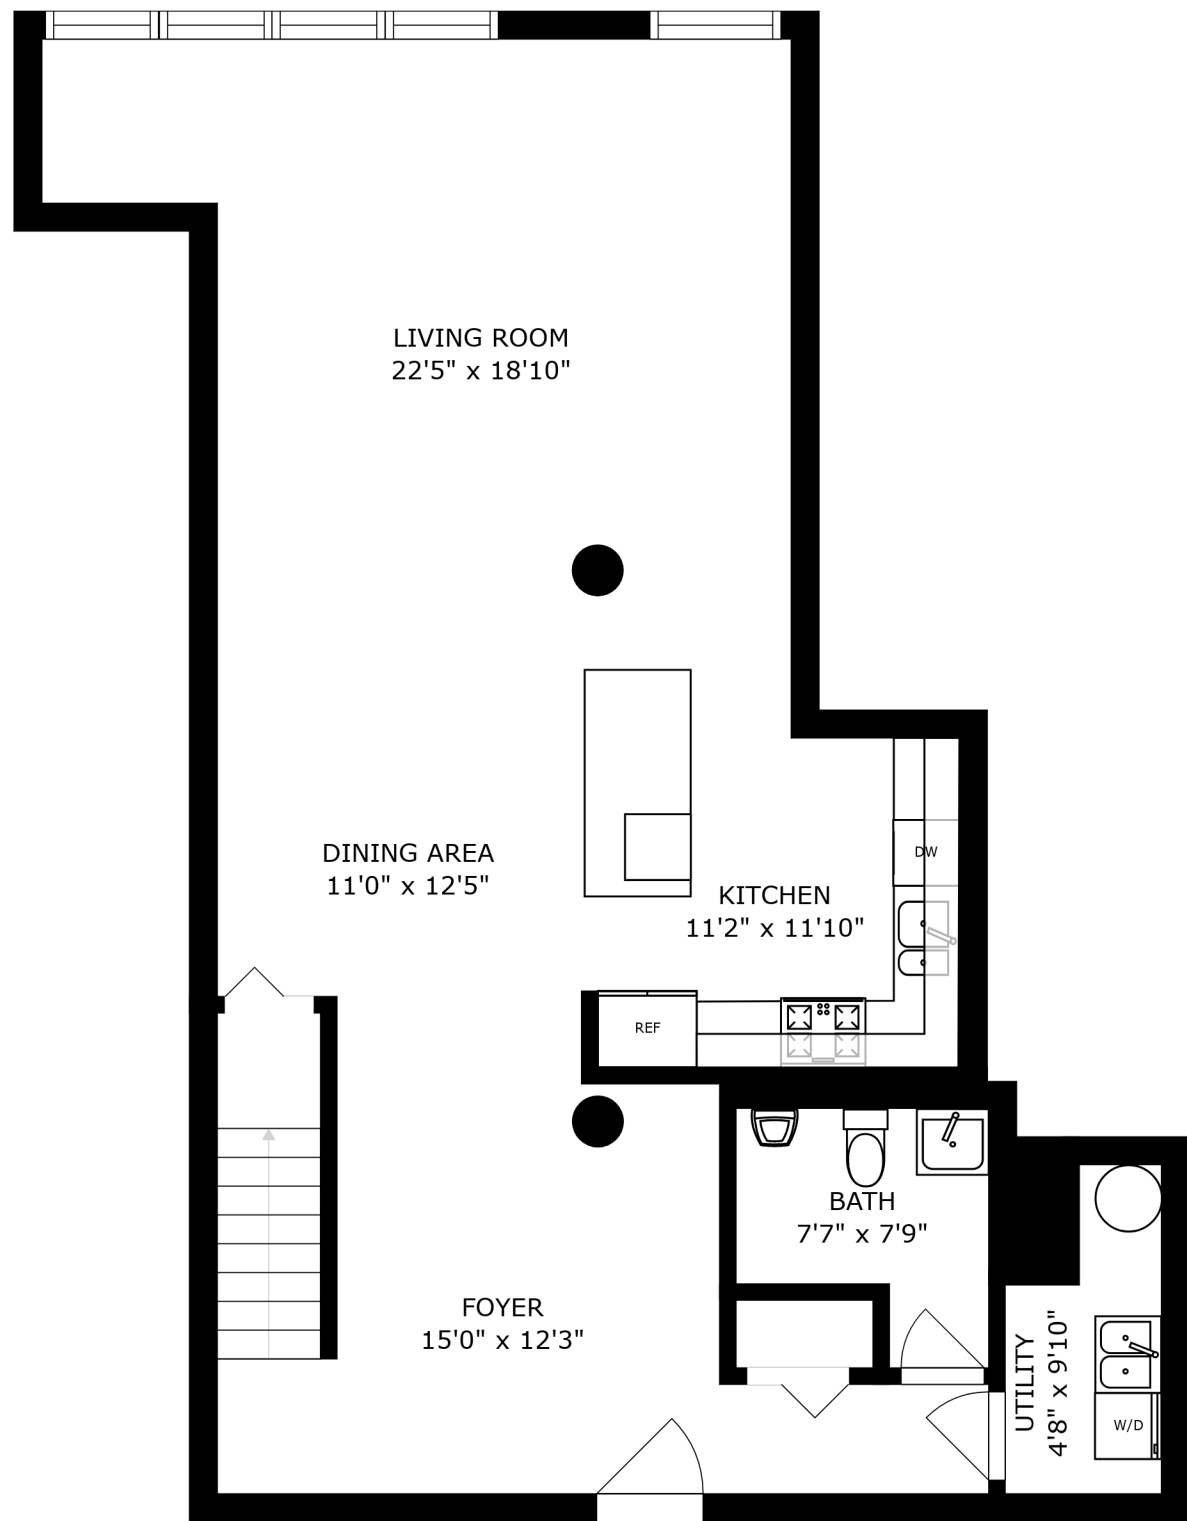 LIVING ROOM
22'5" x 18'10"
DINING AREA
11'0" x 12'5"
DW
KITCHEN
11'2" x 11'10"
REF
BATH
7'7" x 7'9"
FOYER
15'0" x 12'3"
UTILITY
4'8" x 9'10"
W/D